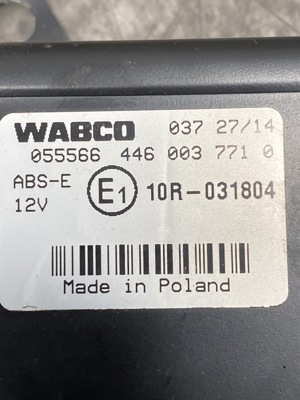 WABCO 037 27/14
055566 446 003 771 0
ABS-E
12V
E1 10R-031804
Made in Poland